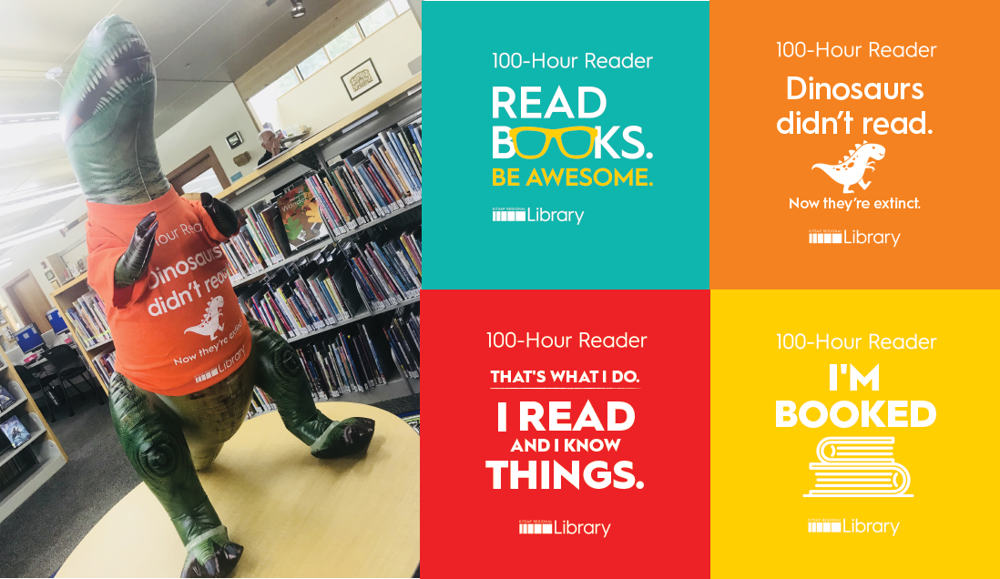 Hour Rea
Dinosaurs
didn't read
Now they're extinct
Library
100-Hour Reader
READ
BOOKS.
BE AWESOME.
KITSAP REGIONAL
Library
100-Hour Reader
Dinosaurs
didn't read.
Now they're extinct.
KITSAP REGIONAL
Library
100-Hour Reader
THAT'S WHAT I DO.
I READ
AND I KNOW
THINGS.
KITSAP REGIONAL
Library
100-Hour Reader
I'M
BOOKED
KITSAP REGIONAL
Library